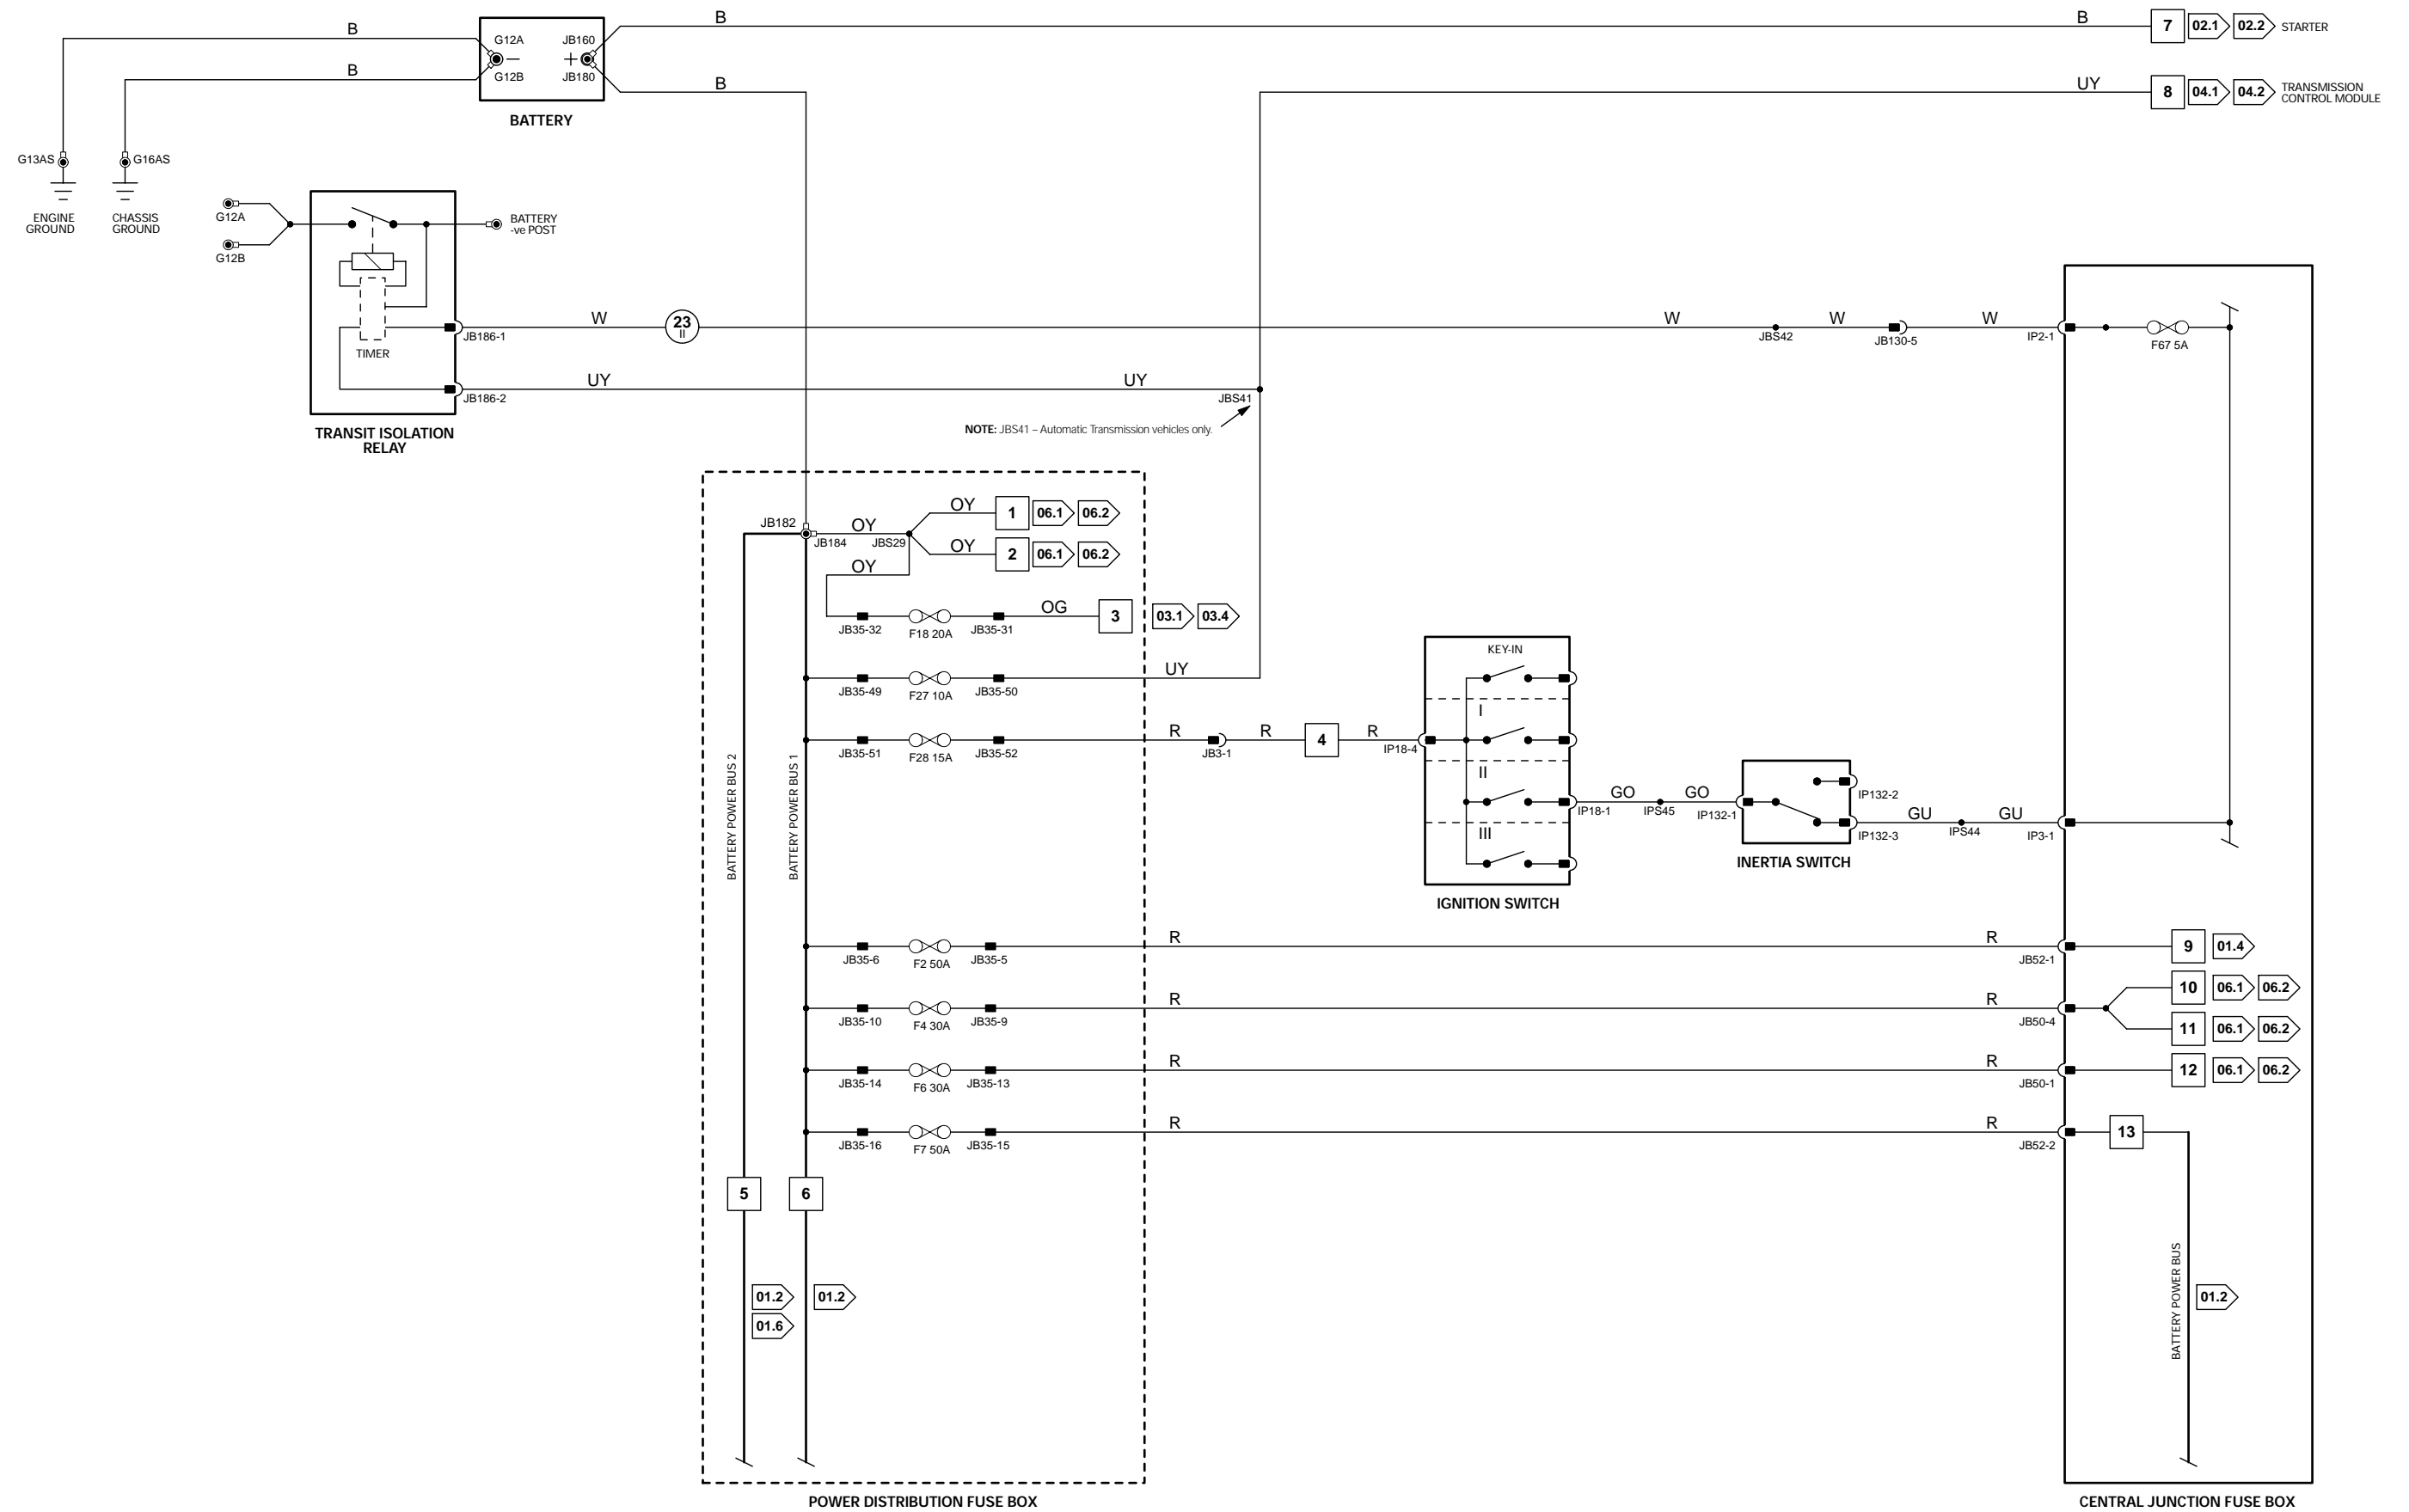 B
B
7
02.1
02.2
STARTER
B
G12A
JB160
G12B
JB180
B
B
BATTERY
UY
8
04.1
04.2
TRANSMISSION
CONTROL MODULE
G13AS
G16AS
ENGINE
GROUND
CHASSIS
GROUND
G12A
G12B
BATTERY
-ve POST
TIMER
JB186-1
W
23
II
W
JBS42
W
JB130-5
W
IP2-1
F67 5A
JB186-2
UY
UY
JBS41
NOTE: JBS41 – Automatic Transmission vehicles only.
TRANSIT ISOLATION
RELAY
JB182
JB184
OY
JBS29
OY
1
06.1
06.2
OY
2
06.1
06.2
OY
JB35-32
F18 20A
JB35-31
OG
3
03.1
03.4
JB35-49
F27 10A
JB35-50
UY
JB35-51
F28 15A
JB35-52
R
JB3-1
R
4
R
IP18-4
KEY-IN
I
II
III
IP18-1
GO
IPS45
GO
IP132-1
IP132-2
IP132-3
GU
IPS44
GU
IP3-1
INERTIA SWITCH
IGNITION SWITCH
BATTERY POWER BUS 2
BATTERY POWER BUS 1
JB35-6
F2 50A
JB35-5
R
R
JB52-1
9
01.4
JB35-10
F4 30A
JB35-9
R
R
JB50-4
10
06.1
06.2
11
06.1
06.2
JB35-14
F6 30A
JB35-13
R
R
JB50-1
12
06.1
06.2
JB35-16
F7 50A
JB35-15
R
R
JB52-2
13
5
6
01.2
01.6
01.2
BATTERY POWER BUS
01.2
POWER DISTRIBUTION FUSE BOX
CENTRAL JUNCTION FUSE BOX